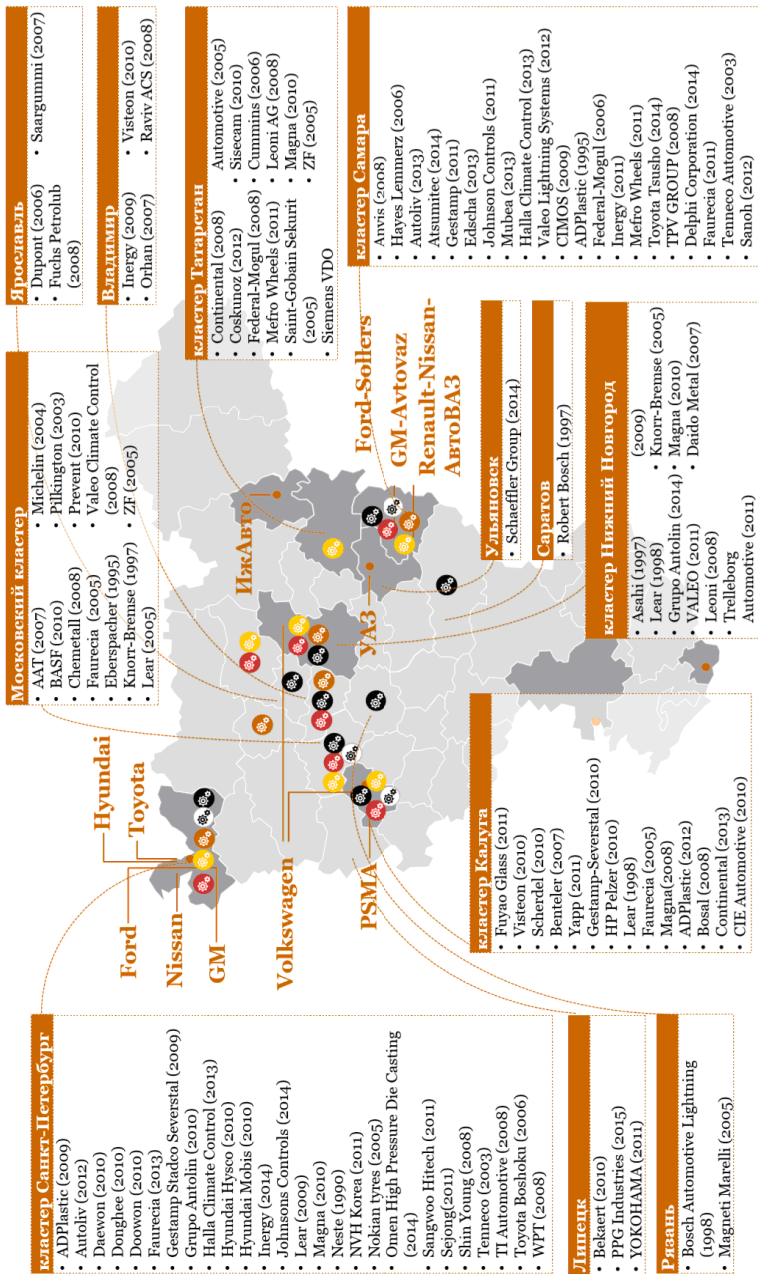 кластер Санкт-Петербург
• ADPlastic (2009)
• Autoliv (2012)
• Daewon (2010)
• Donghee (2010)
• Doowon (2010)
• Faurecia (2013)
• Gestamp Stadco Severstal (2009)
• Grupo Antolin (2010)
• Halla Climate Control (2013)
• Hyundai Hysco (2010)
• Hyundai Mobis (2010)
• Inergy (2014)
• Johnsons Controls (2014)
• Lear (2009)
• Magna (2010)
• Neste (1990)
• NVH Korea (2011)
• Nokian tyres (2005)
• Omen High Pressure Die Casting
(2014)
• Sangwoo Hitech (2011)
• Sejong(2011)
• Shin Young (2008)
• Tenneco (2003)
• TI Automotive (2008)
• Toyota Boshoku (2006)
• WPT (2008)
Липецк
• Bekaert (2010)
• PPG Industries (2015)
• YOKOHAMA (2011)
Рязань
• Bosch Automotive Lightning
(1998)
• Magneti Marelli (2005)
Hyundai
Toyota
Ford
Nissan
GM
Volkswagen
PSMA
кластер Калуга
• Fuyao Glass (2011)
• Visteon (2010)
• Scherdel (2010)
• Benteler (2007)
• Yapp (2011)
• Gestamp-Severstal (2010)
• HP Pelzer (2010)
• Lear (1998)
• Faurecia (2005)
• Magna(2008)
• ADPlastic (2012)
• Bosal (2008)
• Continental (2013)
• CIE Automotive (2010)
Московский кластер
• AAT (2007)
• BASF (2010)
• Chemetall (2008)
• Faurecia (2005)
• Eberspacher (1995)
• Knorr-Bremse (1997)
• Lear (2005)
• Michelin (2004)
• Pilkington (2003)
• Prevent (2010)
• Valeo Climate Control
(2008)
• ZF (2005)
ИжАвто
УАЗ
Ford-Sollers
GM-Avtovaz
Renault-Nissan-
АвтоВАЗ
Ульяновск
• Schaeffler Group (2014)
Саратов
• Robert Bosch (1997)
кластер Нижний Новгород
• Asahi (1997)
• Lear (1998)
• Grupo Antolin (2014)
• VALEO (2011)
• Leoni (2008)
• Trelleborg
Automotive (2011)
(2009)
• Knorr-Bremse (2005)
• Magna (2010)
• Daido Metal (2007)
Ярославль
• Dupont (2006)
• Fuchs Petrolub
(2008)
• Saargummi (2007)
Владимир
• Inergy (2009)
• Orhan (2007)
• Visteon (2010)
• Raviv ACS (2008)
кластер Татарстан
• Continental (2008)
• Coskunoz (2012)
• Federal-Mogul (2008)
• Mefro Wheels (2011)
• Saint-Gobain Sekurit
(2005)
• Siemens VDO
Automotive (2005)
• Sisecam (2010)
• Cummins (2006)
• Leoni AG (2008)
• Magna (2010)
• ZF (2005)
кластер Самара
• Anvis (2008)
• Hayes Lemmerz (2006)
• Autoliv (2013)
• Atsumitec (2014)
• Gestamp (2011)
• Edscha (2013)
• Johnson Controls (2011)
• Mubea (2013)
• Halla Climate Control (2013)
• Valeo Lightning Systems (2012)
• CIMOS (2009)
• ADPlastic (1995)
• Federal-Mogul (2006)
• Inergy (2011)
• Mefro Wheels (2011)
• Toyota Tsusho (2014)
• TPV GROUP (2008)
• Delphi Corporation (2014)
• Faurecia (2011)
• Tenneco Automotive (2003)
• Sanoh (2012)